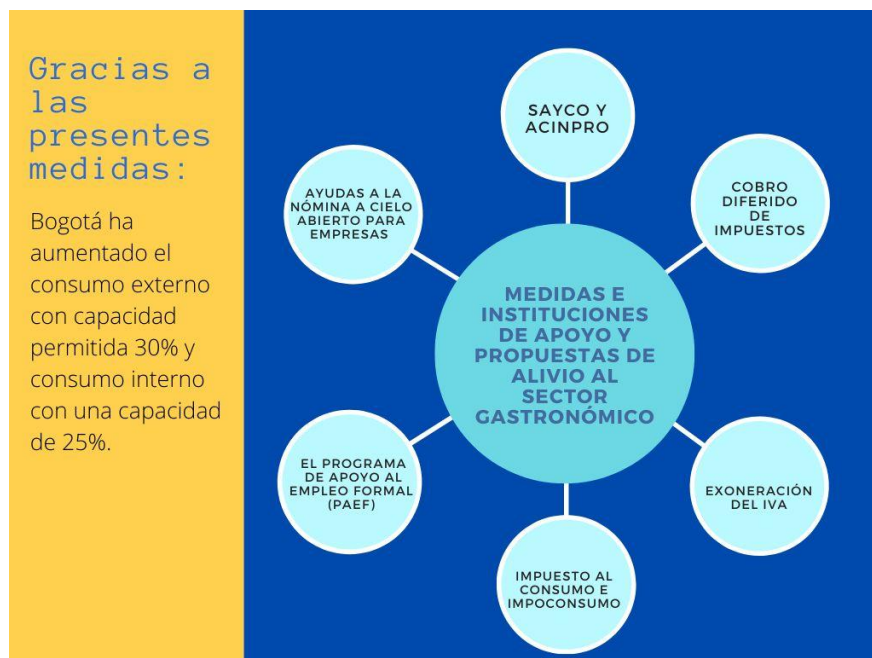 Gracias a
las
presentes
medidas:
Bogotá ha
aumentado el
consumo externo
con capacidad
permitida 30% y
consumo interno
con una capacidad
de 25%.
SAYCO Y
ACINPRO
AYUDAS A LA
NÓMINA A CIELO
ABIERTO PARA
EMPRESAS
COBRO
DIFERIDO
DE
IMPUESTOS
MEDIDAS E
INSTITUCIONES
DE APOYO Y
PROPUESTAS DE
ALIVIO AL
SECTOR
GASTRONÓMICO
EL PROGRAMA
DE APOYO AL
EMPLEO FORMAL
(PAEF)
EXONERACIÓN
DEL IVA
IMPUESTO AL
CONSUMO E
IMPOCONSUMO